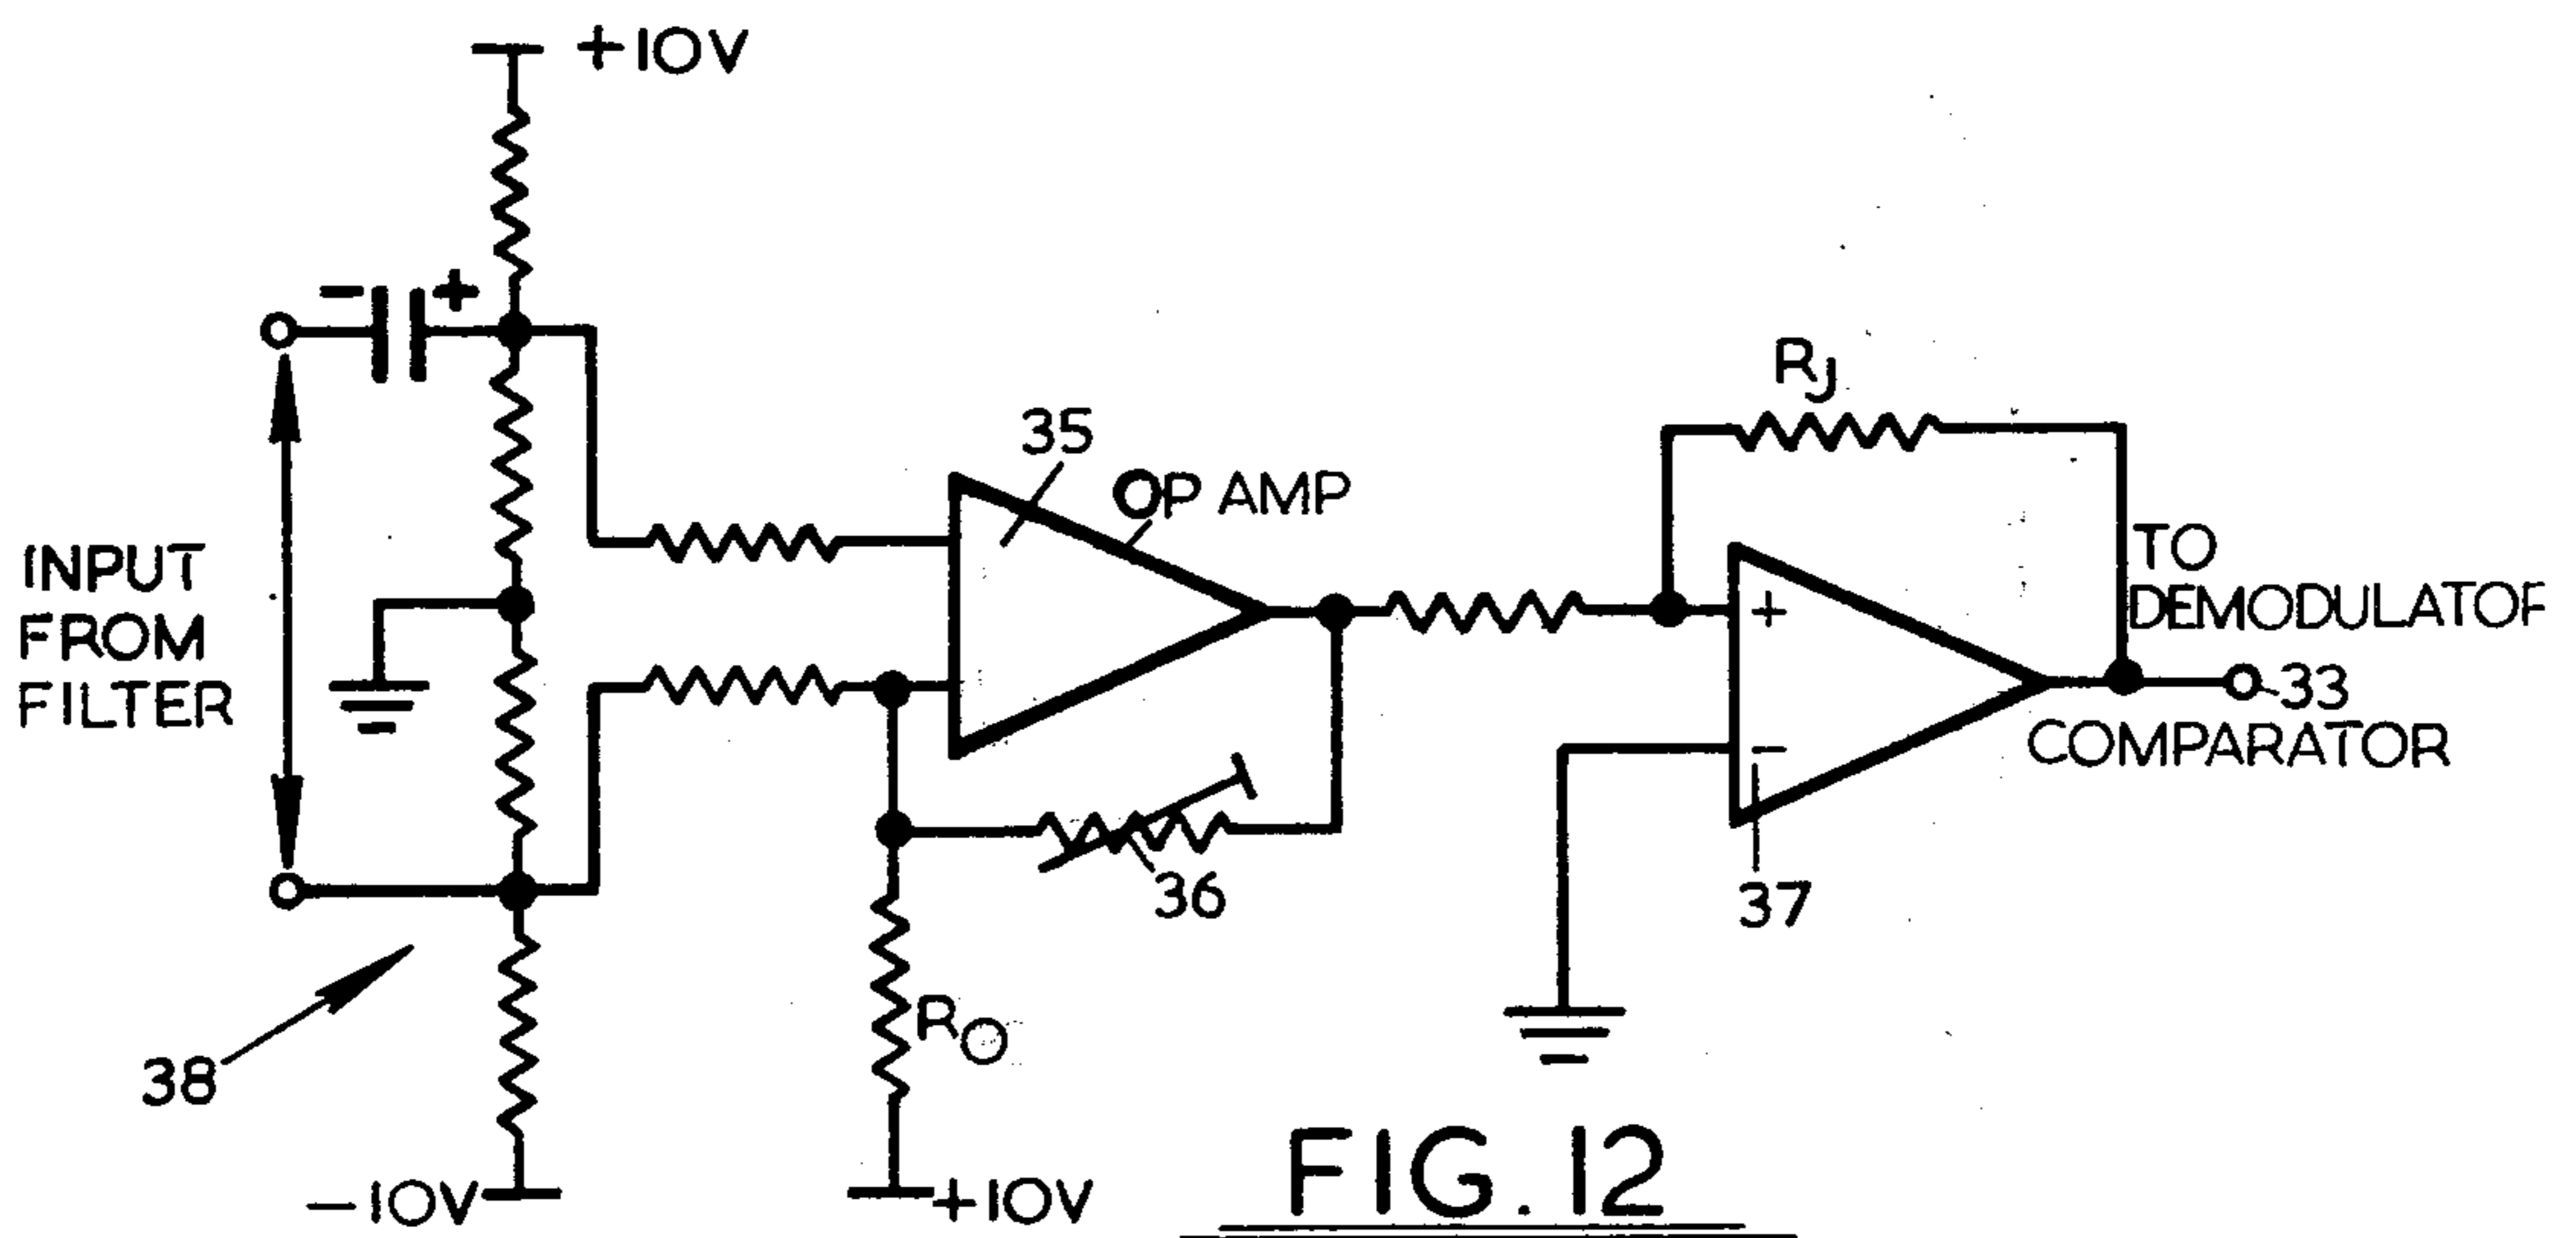 +10V
- +
RJ
35
OP AMP
INPUT
FROM
FILTER
TO
DEMODULATOR
+
33
COMPARATOR
-
36
37
RO
38
-10V
+10V
FIG. 12